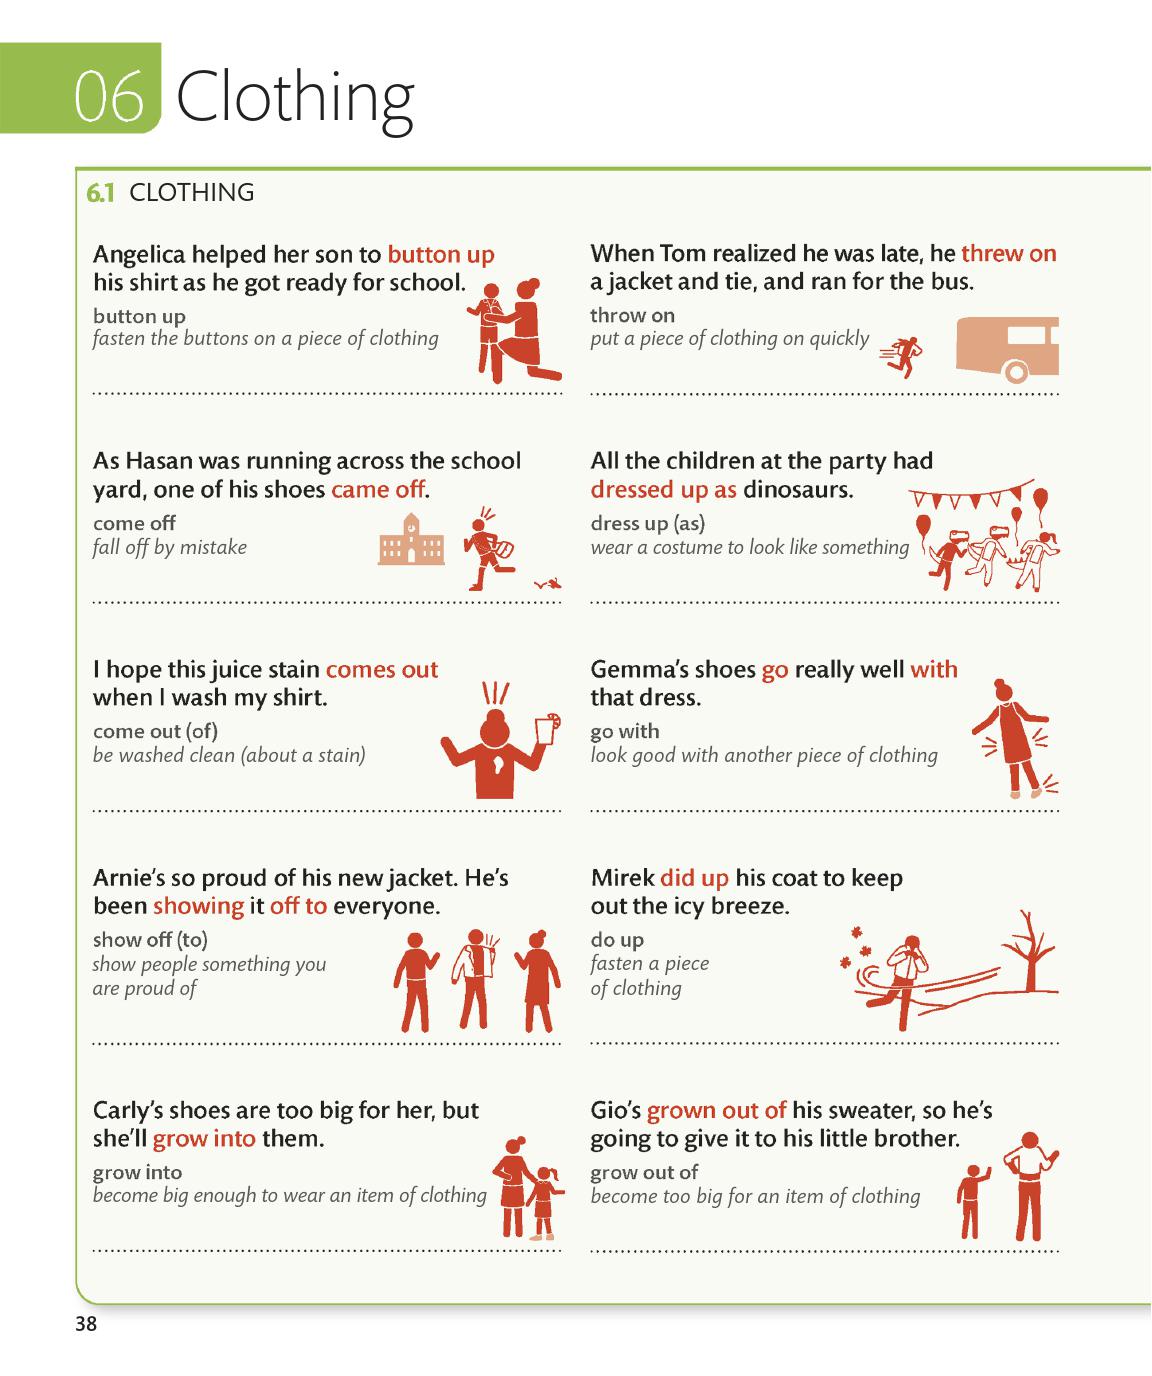 06 Clothing
6.1 CLOTHING
Angelica helped her son to button up
his shirt as he got ready for school.
button up
fasten the buttons on a piece of clothing
When Tom realized he was late, he threw on
a jacket and tie, and ran for the bus.
throw on
put a piece of clothing on quickly
As Hasan was running across the school
yard, one of his shoes came off.
come off
fall off by mistake
All the children at the party had
dressed up as dinosaurs.
dress up (as)
wear a costume to look like something
I hope this juice stain comes out
when I wash my shirt.
come out (of)
be washed clean (about a stain)
Gemma’s shoes go really well with
that dress.
go with
look good with another piece of clothing
Arnie’s so proud of his new jacket. He’s
been showing it off to everyone.
show off (to)
show people something you
are proud of
Mirek did up his coat to keep
out the icy breeze.
do up
fasten a piece
of clothing
Carly’s shoes are too big for her, but
she’ll grow into them.
grow into
become big enough to wear an item of clothing
Gio’s grown out of his sweater, so he’s
going to give it to his little brother.
grow out of
become too big for an item of clothing
38